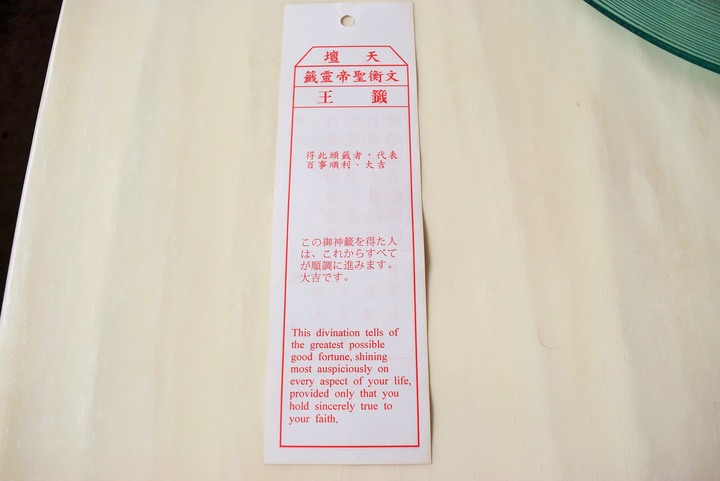 天壇
文衡聖帝靈籤
籤王
得此頭籤者，代表
百事順利、大吉
この御神籤を得た人
は、これからすべて
が順調に進みます。
大吉です。
This divination tells of
the greatest possible
good fortune, shining
most auspiciously on
every aspect of your life,
provided only that you
hold sincerely true to
your faith.